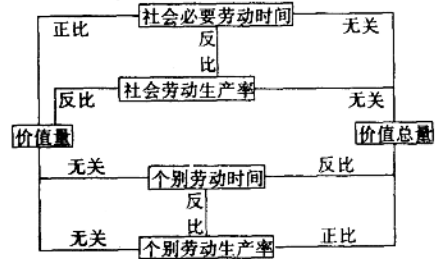 社会必要劳动时间
正比
无关
反
比
社会劳动生产率
反比
无关
价值量
价值总量
无关
个别劳动时间
反比
反
比
无关
个别劳动生产率
正比